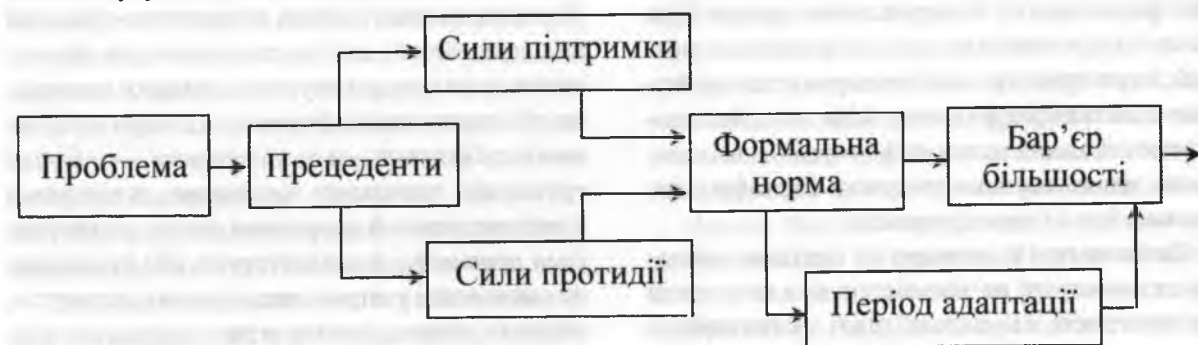 Сили підтримки
Проблема
Прецеденти
Формальна
норма
Бар’єр
більшості
Сили протидії
Період адаптації